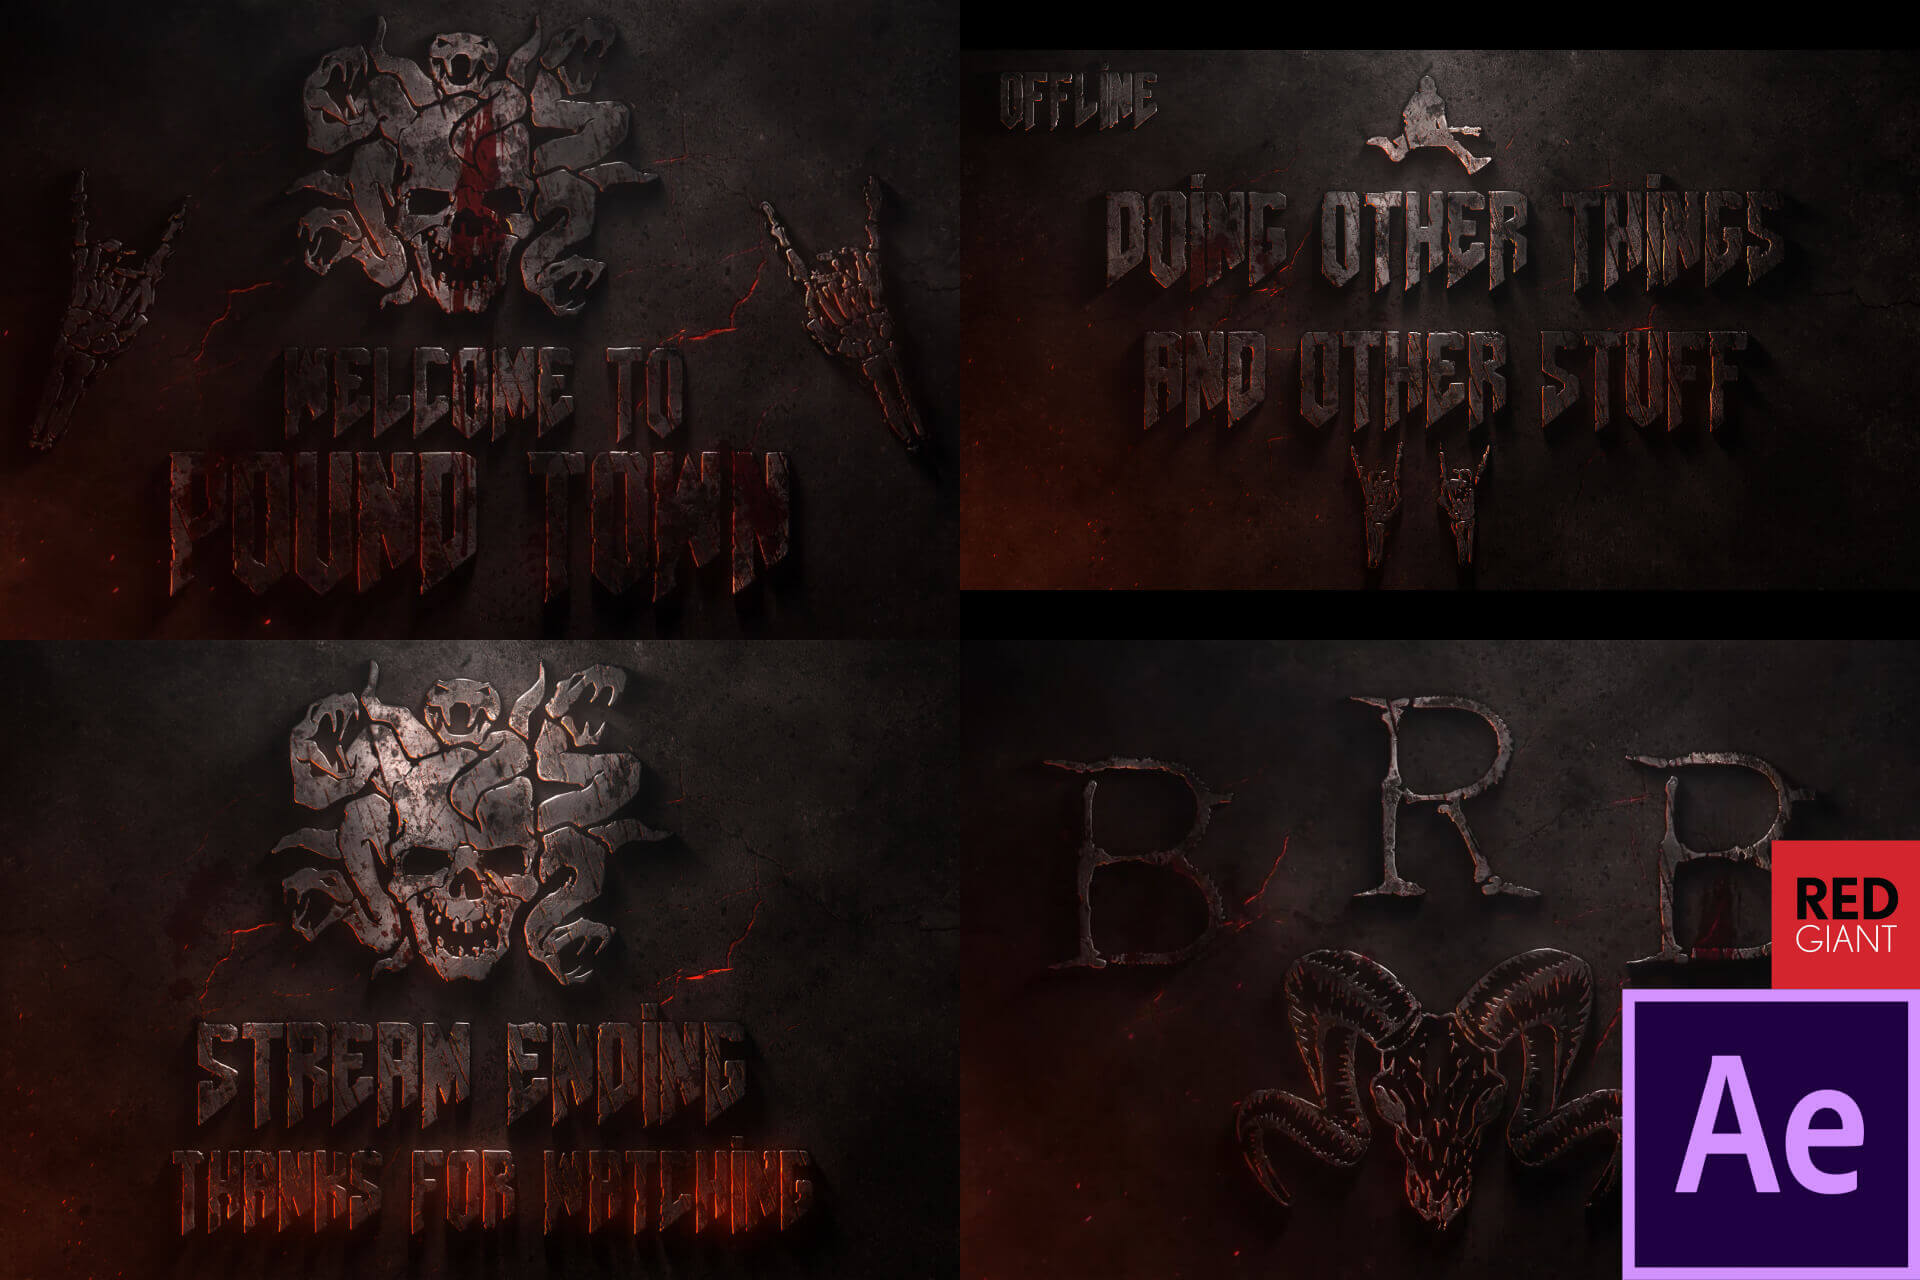 WELCOME TO
POUND TOWN
OFFLINE
DOING OTHER THINGS
AND OTHER STUFF
STREAM ENDING
THANKS FOR WATCHING
B R B
RED
GIANT
Ae